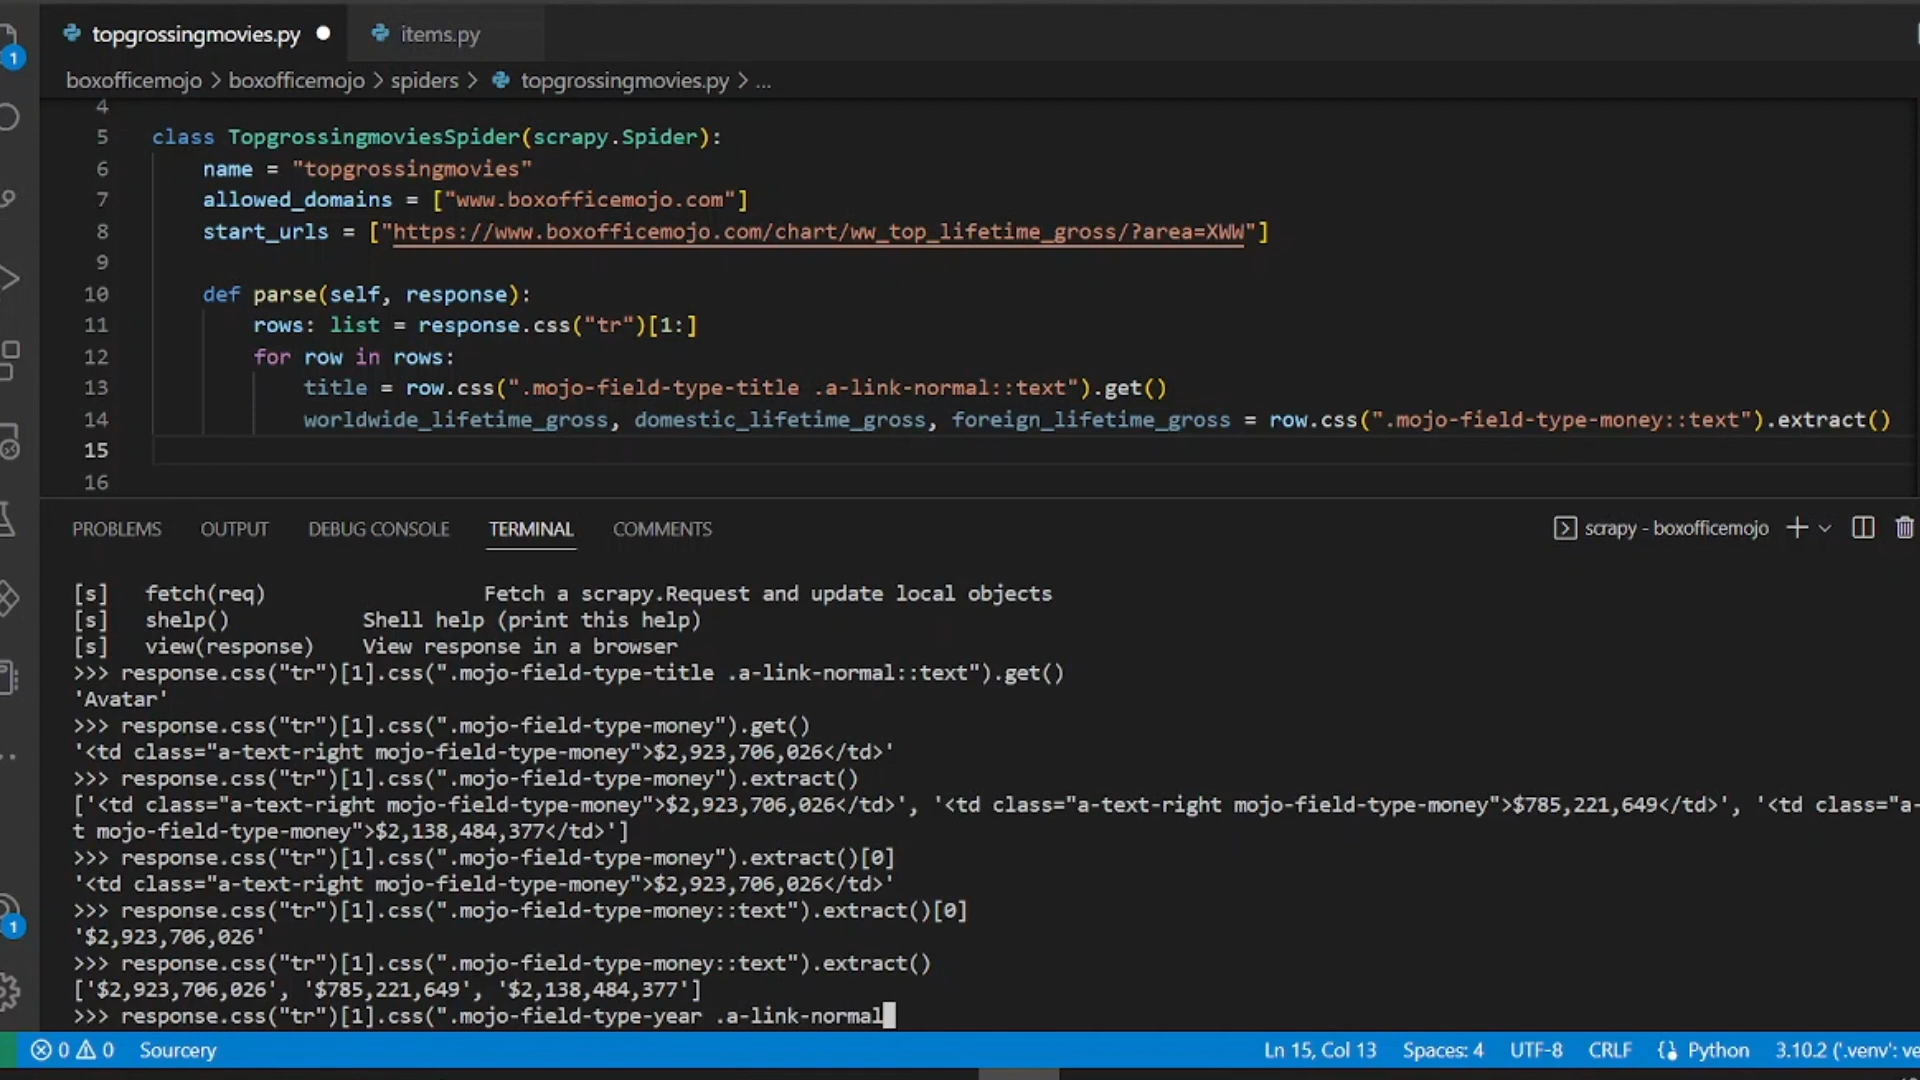 topgrossingmovies.py
items.py
1
boxofficemojo > boxofficemojo > spiders > topgrossingmovies.py > ...
4
5 class TopgrossingmoviesSpider(scrapy.Spider):
6 name = "topgrossingmovies"
7 allowed_domains = ["www.boxofficemojo.com"]
8 start_urls = ["https://www.boxofficemojo.com/chart/ww_top_lifetime_gross/?area=XWW"]
9
10 def parse(self, response):
11 rows: list = response.css("tr")[1:]
12 for row in rows:
13 title = row.css(".mojo-field-type-title .a-link-normal::text").get()
14 worldwide_lifetime_gross, domestic_lifetime_gross, foreign_lifetime_gross = row.css(".mojo-field-type-money::text").extract()
15
16
PROBLEMS OUTPUT DEBUG CONSOLE TERMINAL COMMENTS
scrapy - boxofficemojo
[s] fetch(req) Fetch a scrapy.Request and update local objects
[s] shelp() Shell help (print this help)
[s] view(response) View response in a browser
>>> response.css("tr")[1].css(".mojo-field-type-title .a-link-normal::text").get()
'Avatar'
>>> response.css("tr")[1].css(".mojo-field-type-money").get()
'<td class="a-text-right mojo-field-type-money">$2,923,706,026</td>'
>>> response.css("tr")[1].css(".mojo-field-type-money").extract()
['<td class="a-text-right mojo-field-type-money">$2,923,706,026</td>', '<td class="a-text-right mojo-field-type-money">$785,221,649</td>', '<td class="a-
t mojo-field-type-money">$2,138,484,377</td>']
>>> response.css("tr")[1].css(".mojo-field-type-money").extract()[0]
'<td class="a-text-right mojo-field-type-money">$2,923,706,026</td>'
>>> response.css("tr")[1].css(".mojo-field-type-money::text").extract()[0]
'$2,923,706,026'
>>> response.css("tr")[1].css(".mojo-field-type-money::text").extract()
['$2,923,706,026', '$785,221,649', '$2,138,484,377']
>>> response.css("tr")[1].css(".mojo-field-type-year .a-link-normal
1
0 0 Sourcery
Ln 15, Col 13 Spaces: 4 UTF-8 CRLF Python 3.10.2 ('.venv': ve